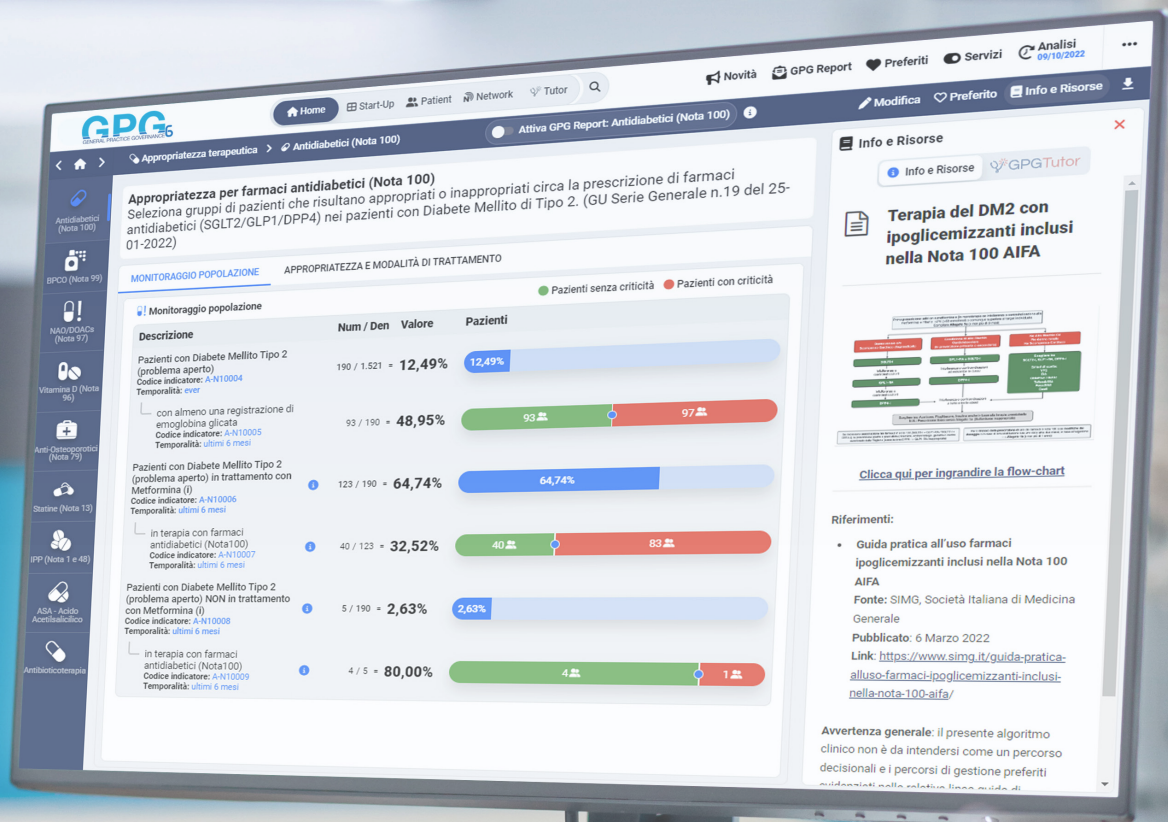 GPG6
GENERAL PRACTICE GOVERNANCE
Home
Start-Up
Patient
Network
Tutor
Novità
GPG Report
Preferiti
Servizi
Analisi
09/10/2022
Appropriatezza terapeutica > Antidiabetici (Nota 100)
Attiva GPG Report: Antidiabetici (Nota 100)
Modifica
Preferito
Info e Risorse
Antidiabetici
(Nota 100)
BPCO (Nota 99)
NAO/DOACs
(Nota 97)
Vitamina D (Nota
96)
Anti-Osteoporotici
(Nota 79)
Statine (Nota 13)
IPP (Nota 1 e 48)
ASA - Acido
Acetilsalicilico
Antibioticoterapia
Appropriatezza per farmaci antidiabetici (Nota 100)
Seleziona gruppi di pazienti che risultano appropriati o inappropriati circa la prescrizione di farmaci
antidiabetici (SGLT2/GLP1/DPP4) nei pazienti con Diabete Mellito di Tipo 2. (GU Serie Generale n.19 del 25-
01-2022)
MONITORAGGIO POPOLAZIONE
APPROPRIATEZZA E MODALITÀ DI TRATTAMENTO
Monitoraggio popolazione
Pazienti senza criticità
Pazienti con criticità
Descrizione
Num / Den
Valore
Pazienti
Pazienti con Diabete Mellito Tipo 2
(problema aperto)
Codice indicatore: A-N10004
Temporalità: ever
190 / 1.521 = 12,49%
12,49%
con almeno una registrazione di
emoglobina glicata
Codice indicatore: A-N10005
Temporalità: ultimi 6 mesi
93 / 190 = 48,95%
93
97
Pazienti con Diabete Mellito Tipo 2
(problema aperto) in trattamento con
Metformina (i)
Codice indicatore: A-N10006
Temporalità: ultimi 6 mesi
123 / 190 = 64,74%
64,74%
in terapia con farmaci
antidiabetici (Nota100)
Codice indicatore: A-N10007
Temporalità: ultimi 6 mesi
40 / 123 = 32,52%
40
83
Pazienti con Diabete Mellito Tipo 2
(problema aperto) NON in trattamento
con Metformina (i)
Codice indicatore: A-N10008
Temporalità: ultimi 6 mesi
5 / 190 = 2,63%
2,63%
in terapia con farmaci
antidiabetici (Nota100)
Codice indicatore: A-N10009
Temporalità: ultimi 6 mesi
4 / 5 = 80,00%
4
1
Info e Risorse
Info e Risorse
GPGTutor
Terapia del DM2 con
ipoglicemizzanti inclusi
nella Nota 100 AIFA
Clicca qui per ingrandire la flow-chart
Riferimenti:
• Guida pratica all'uso farmaci
ipoglicemizzanti inclusi nella Nota 100
AIFA
Fonte: SIMG, Società Italiana di Medicina
Generale
Pubblicato: 6 Marzo 2022
Link: https://www.simg.it/guida-pratica-
alluso-farmaci-ipoglicemizzanti-inclusi-
nella-nota-100-aifa/
Avvertenza generale: il presente algoritmo
clinico non è da intendersi come un percorso
decisionali e i percorsi di gestione preferiti